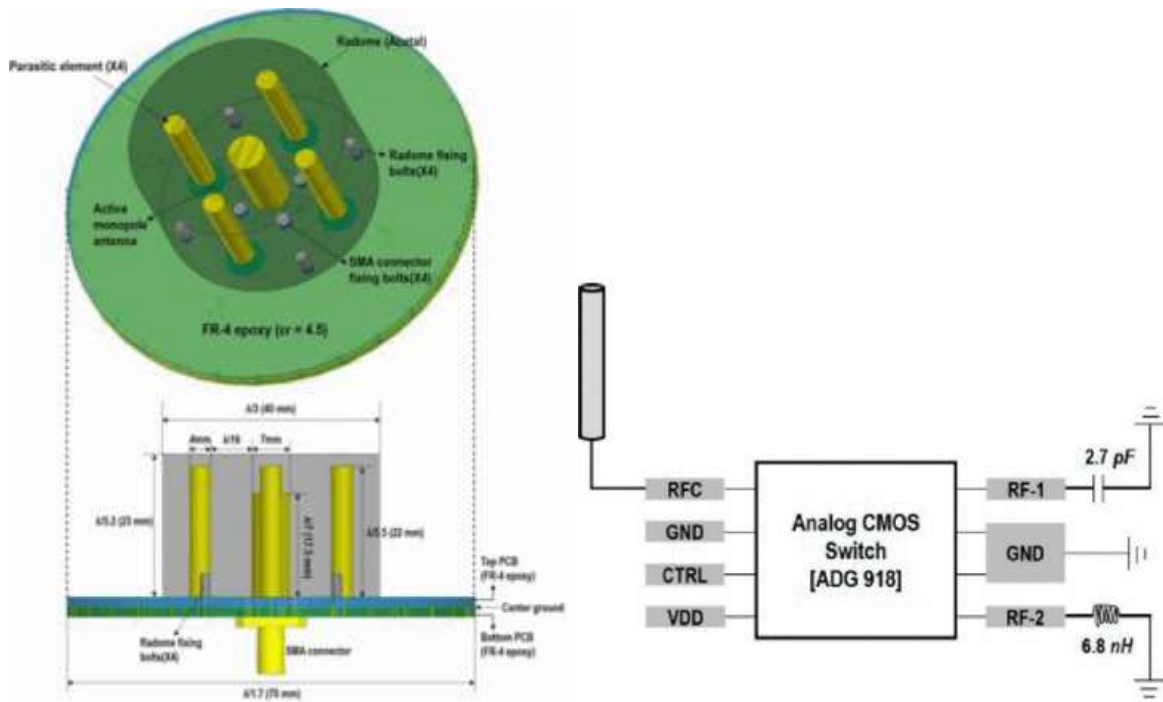 Radome (Acetal)
Parasitic element (X4)
Radome fixing
bolts(X4)
Active
monopole
antenna
SMA connector
fixing bolts(X4)
FR-4 epoxy (εr = 4.5)
λ/3 (40 mm)
4mm
λ/16
7mm
λ/5.2 (23 mm)
λ/7 (17.3 mm)
λ/5.5 (22 mm)
Top PCB
(FR-4 epoxy)
Center ground
Bottom PCB
(FR-4 epoxy)
Radome fixing
bolts(X4)
SMA connector
λ/1.7 (70 mm)
RFC
GND
CTRL
VDD
Analog CMOS
Switch
[ADG 918]
RF-1
GND
RF-2
2.7 pF
6.8 nH